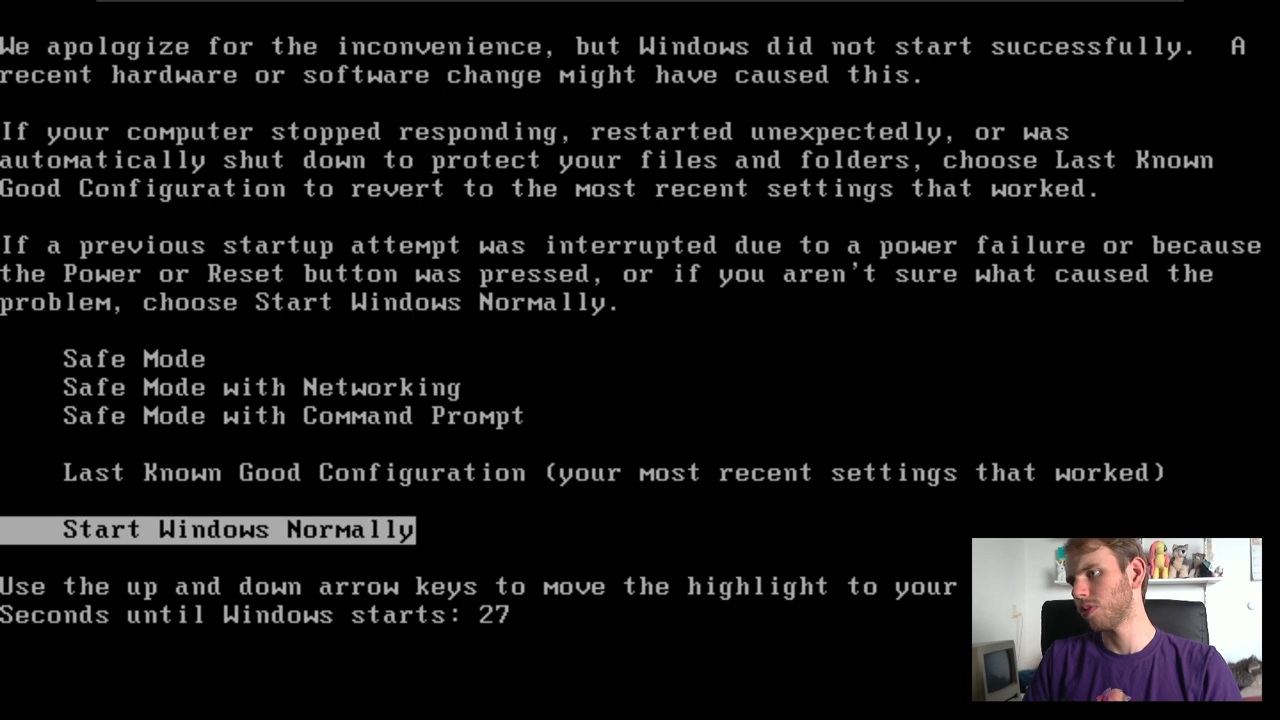 We apologize for the inconvenience, but Windows did not start successfully.  A
recent hardware or software change might have caused this.
If your computer stopped responding, restarted unexpectedly, or was
automatically shut down to protect your files and folders, choose Last Known
Good Configuration to revert to the most recent settings that worked.
If a previous startup attempt was interrupted due to a power failure or because
the Power or Reset button was pressed, or if you aren't sure what caused the
problem, choose Start Windows Normally.
Safe Mode
Safe Mode with Networking
Safe Mode with Command Prompt
Last Known Good Configuration (your most recent settings that worked)
Start Windows Normally
Use the up and down arrow keys to move the highlight to your
Seconds until Windows starts: 27